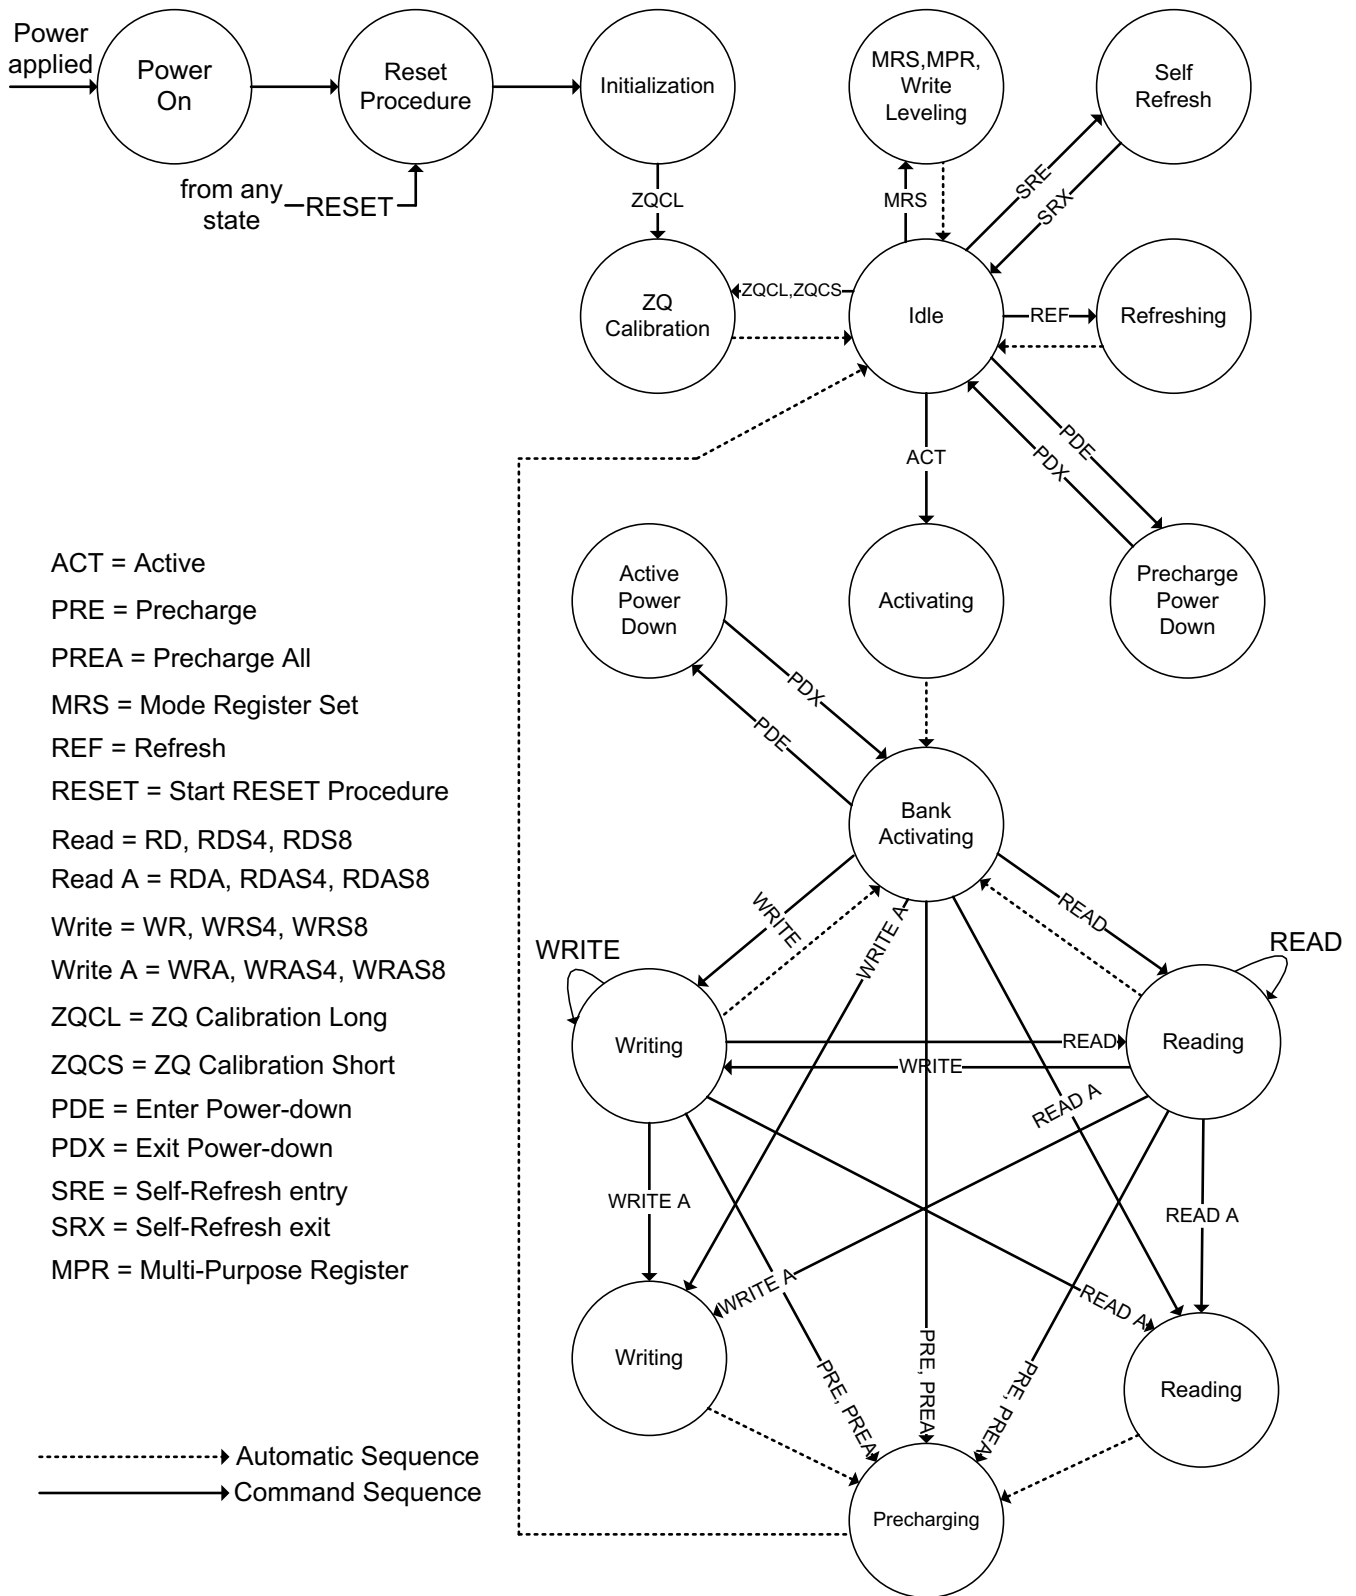 Power
applied
Power
On
Reset
Procedure
Initialization
MRS,MPR,
Write
Leveling
Self
Refresh
from any
state
RESET
ZQCL
MRS
SRE
SRX
ZQ
Calibration
ZQCL,ZQCS
Idle
REF
Refreshing
ACT
PDE
PDX
Active
Power
Down
Activating
Precharge
Power
Down
PDX
PDE
Bank
Activating
ACT = Active
PRE = Precharge
PREA = Precharge All
MRS = Mode Register Set
REF = Refresh
RESET = Start RESET Procedure
Read = RD, RDS4, RDS8
Read A = RDA, RDAS4, RDAS8
Write = WR, WRS4, WRS8
Write A = WRA, WRAS4, WRAS8
ZQCL = ZQ Calibration Long
ZQCS = ZQ Calibration Short
PDE = Enter Power-down
PDX = Exit Power-down
SRE = Self-Refresh entry
SRX = Self-Refresh exit
MPR = Multi-Purpose Register
WRITE
WRITE A
READ
WRITE
READ
Writing
READ
Reading
WRITE
READ A
WRITE A
READ A
WRITE A
READ A
Writing
PRE, PREA
PRE, PREA
PRE, PREA
Reading
Precharging
Automatic Sequence
Command Sequence